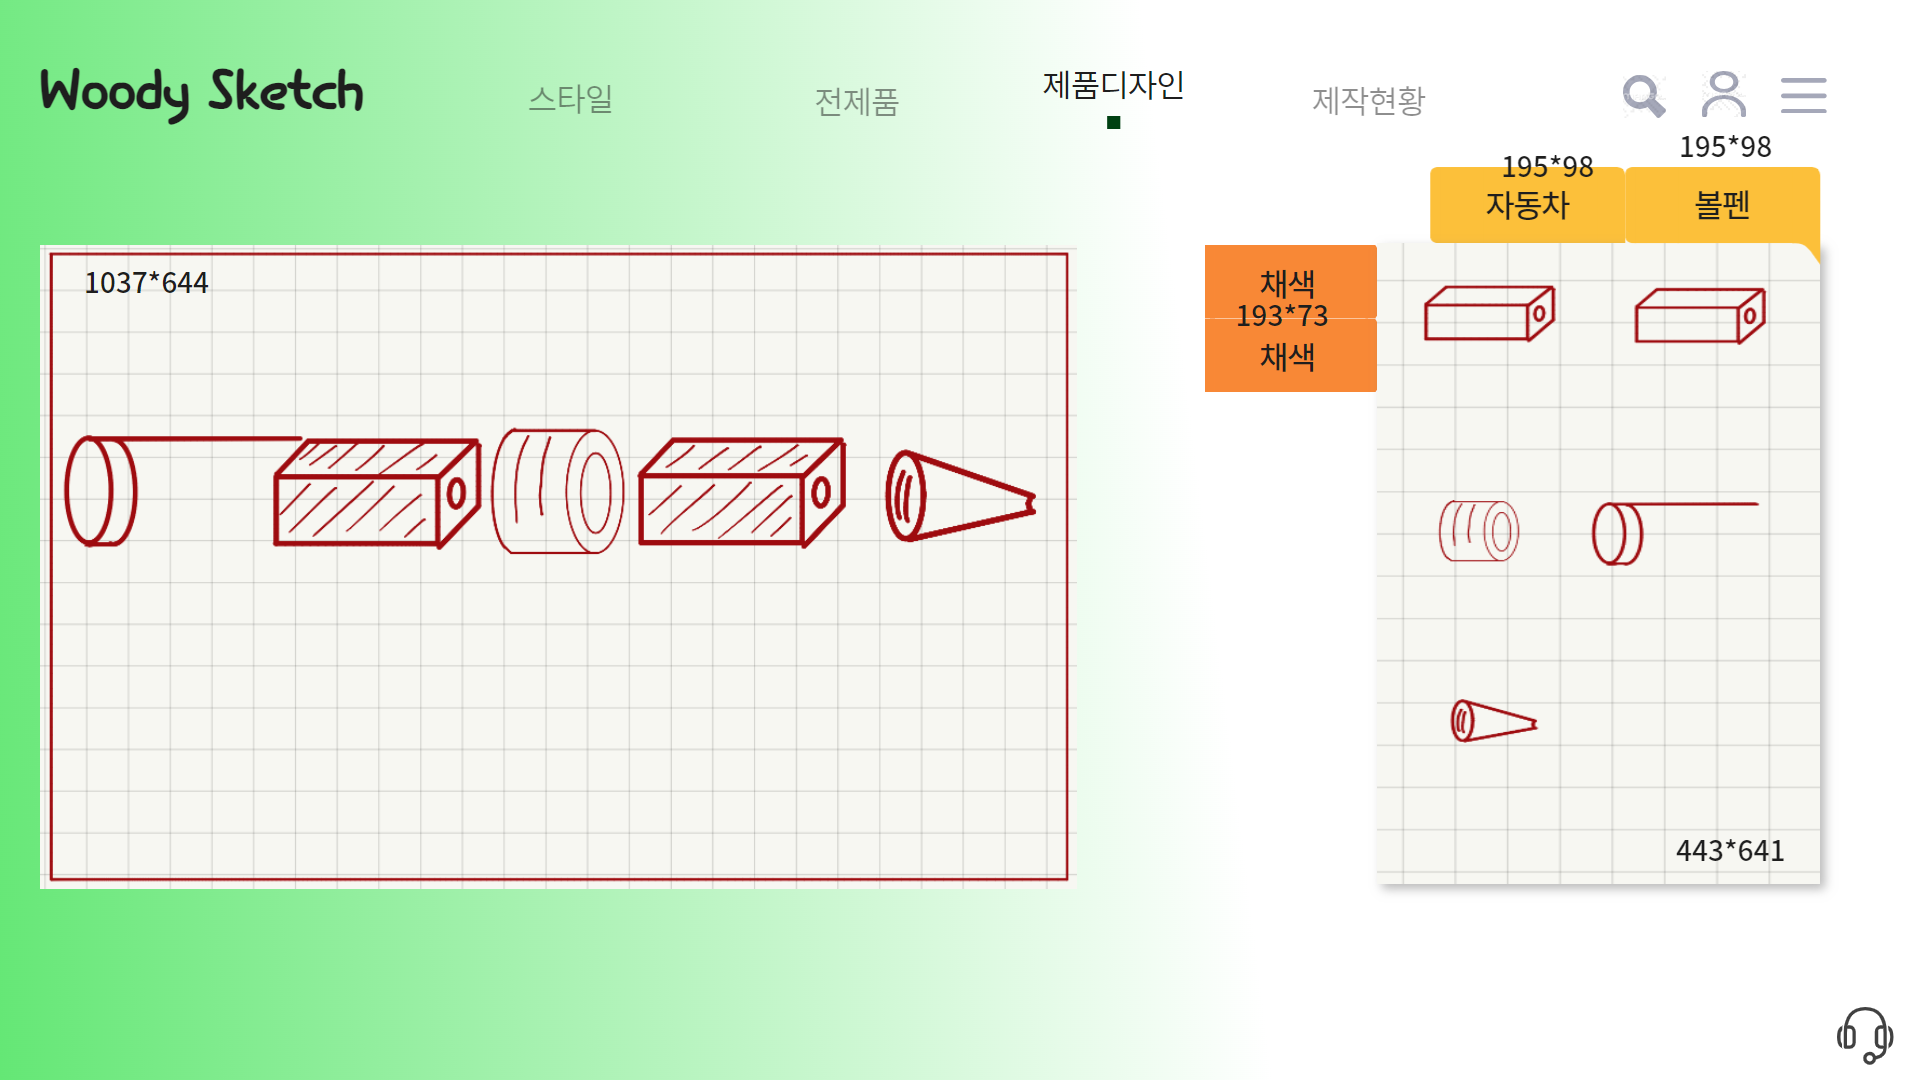 Woody Sketch
스타일
전제품
제품디자인
제작현황
195*98
195*98
자동차
볼펜
1037*644
채색
193*73
채색
443*641